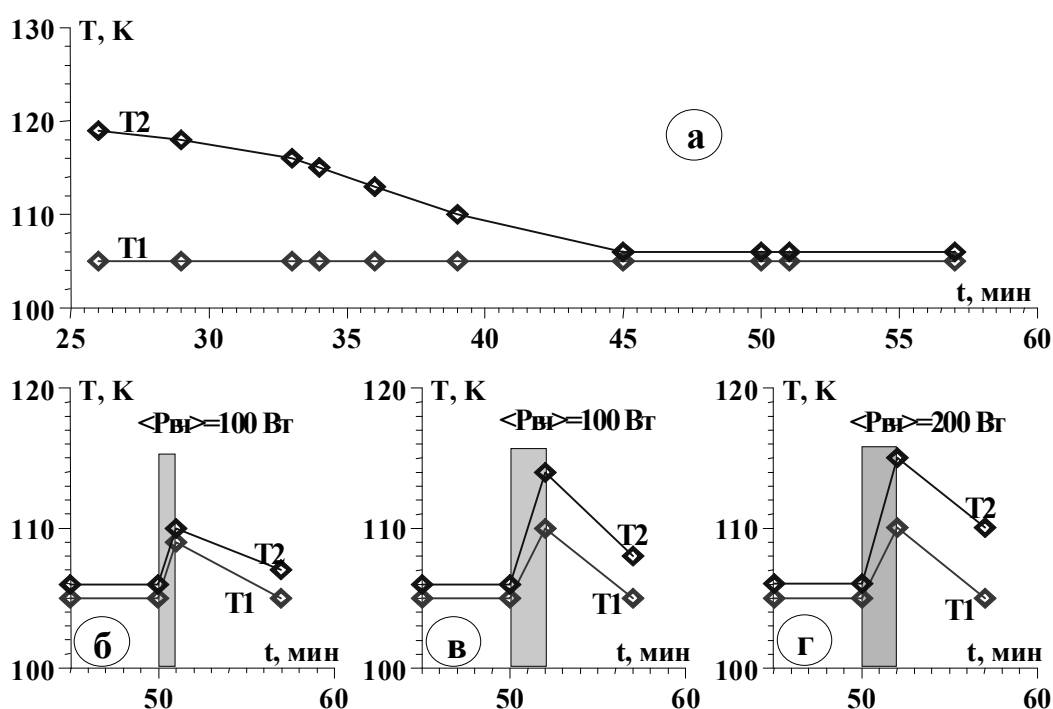 130 T, K
120
T2
а
110
T1
100
t, мин
25 30 35 40 45 50 55 60
120 T, K
<Pвч>=100 Вт
110
T2
T1
100
б
t, мин
50 60
120 T, K
<Pвч>=100 Вт
110
T2
T1
100
в
t, мин
50 60
120 T, K
<Pвч>=200 Вт
110
T2
T1
100
г
t, мин
50 60